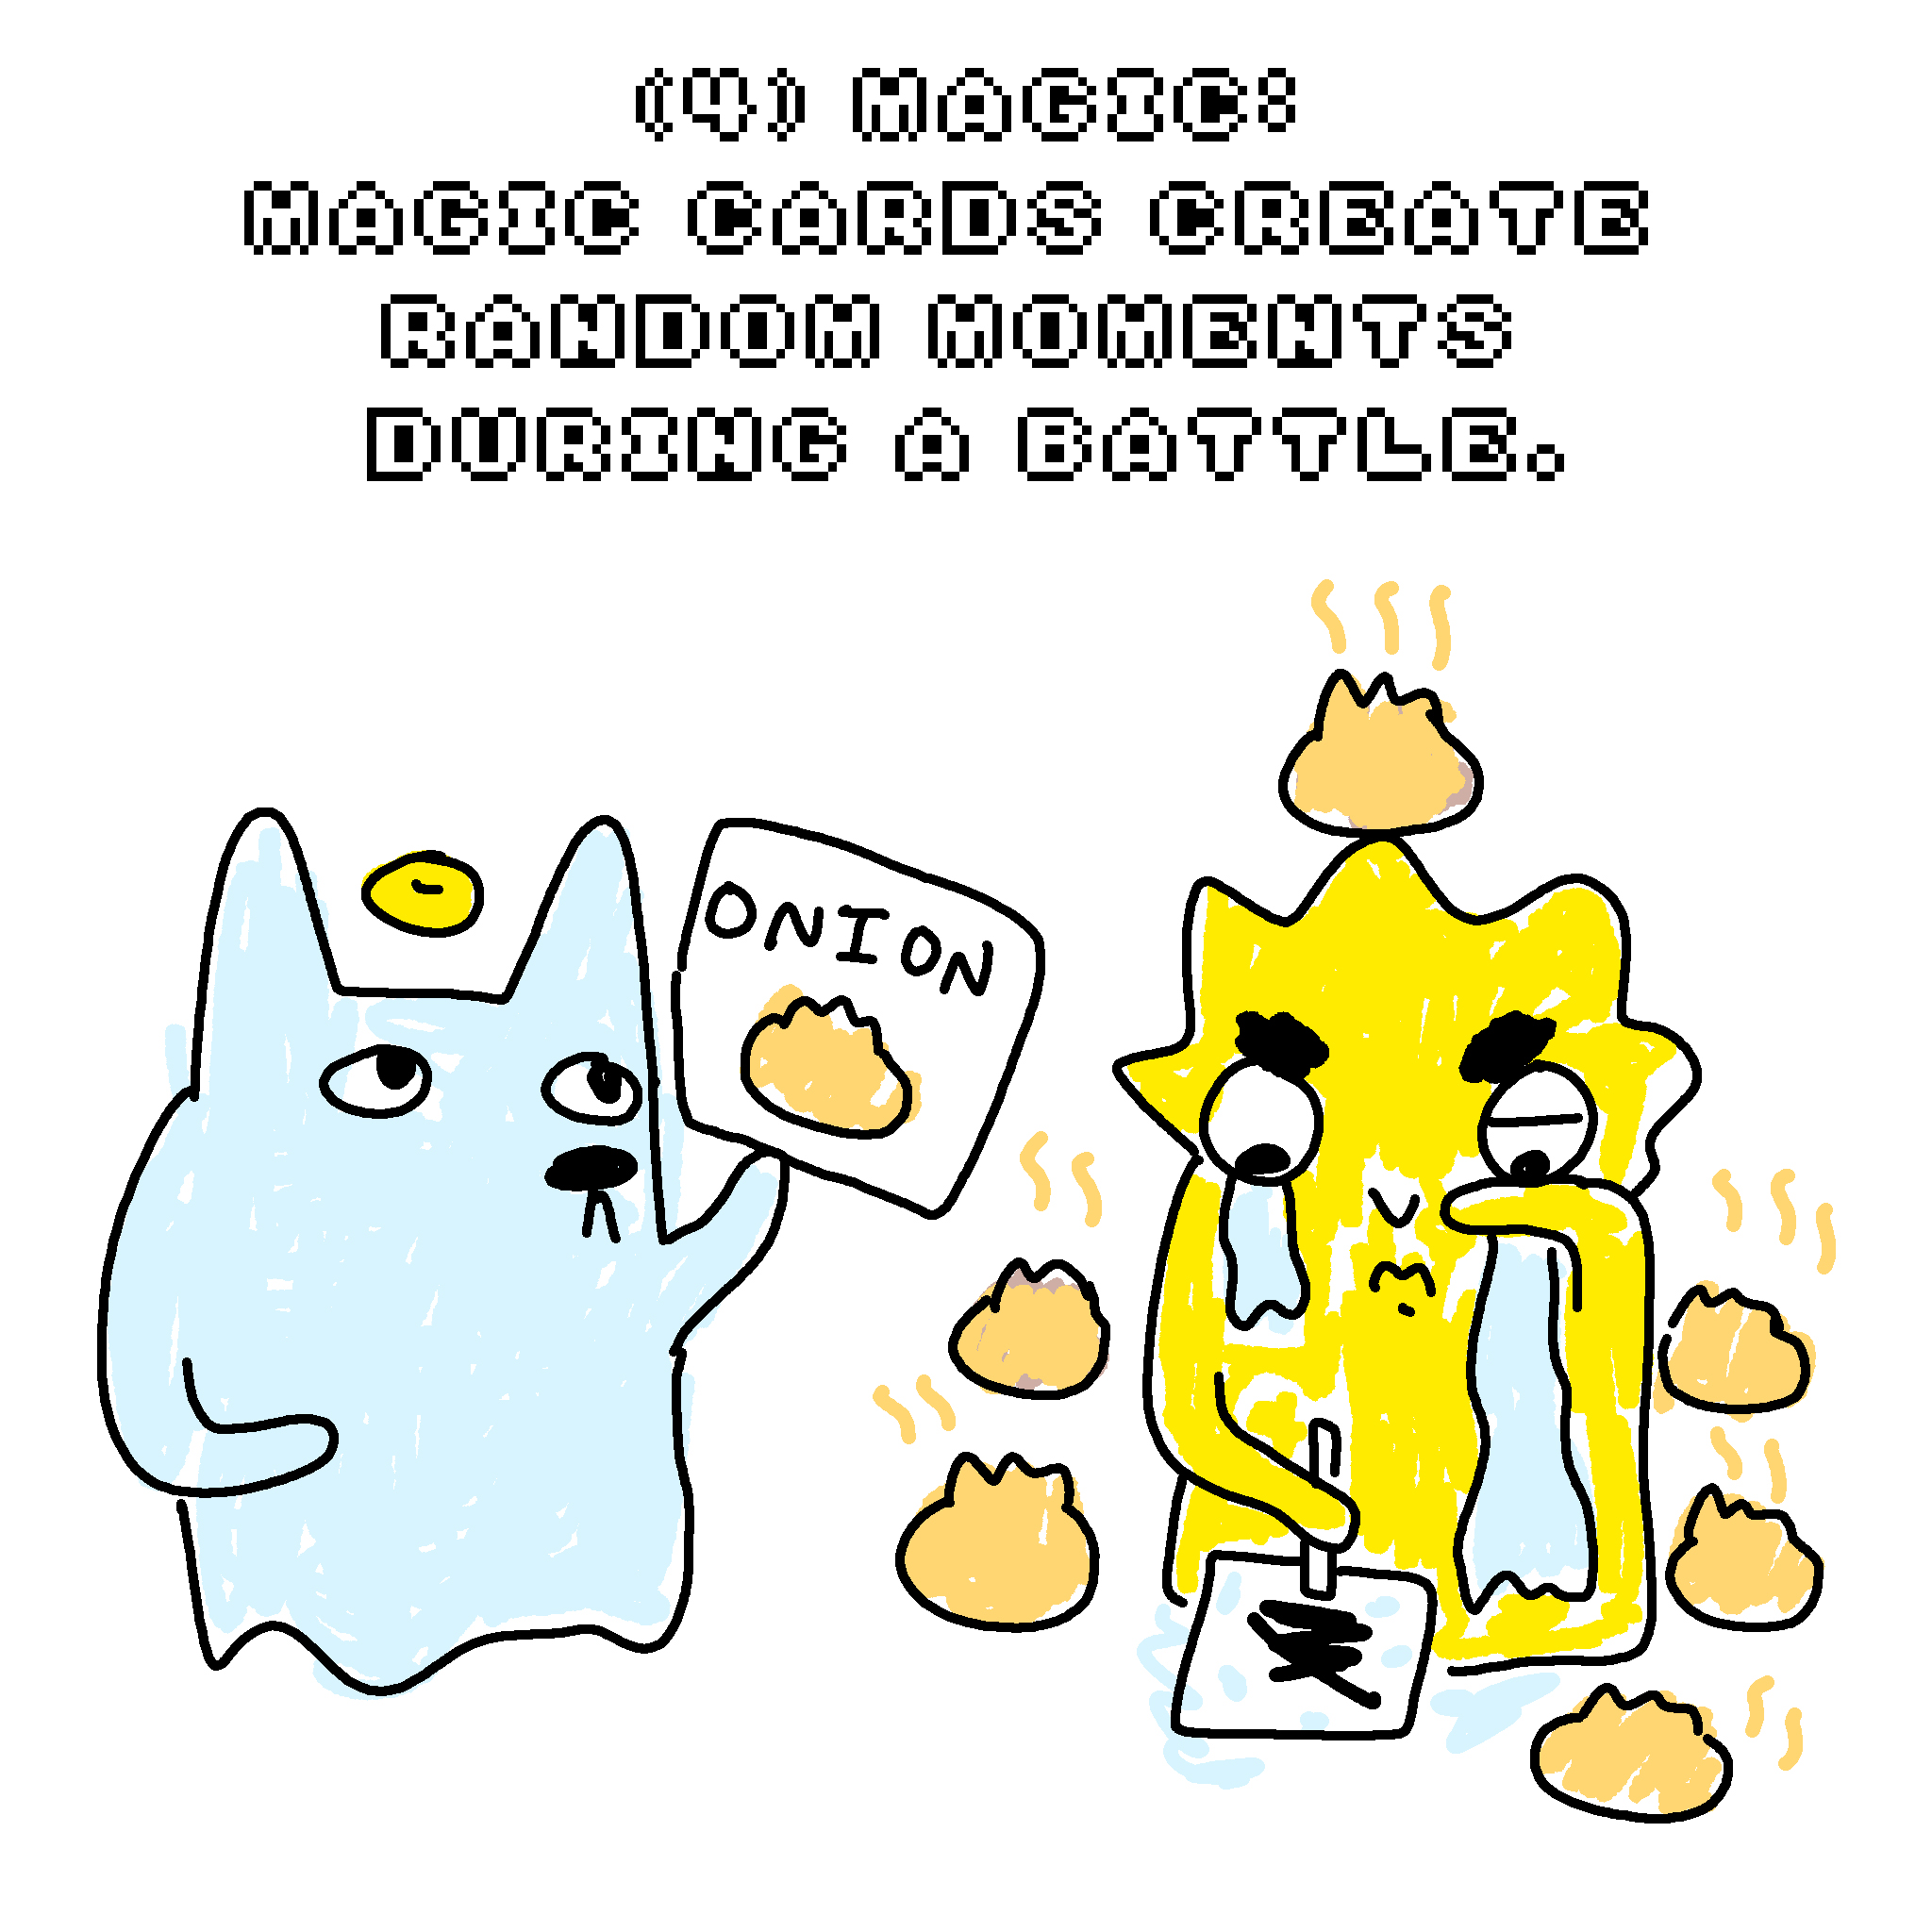 (4) MAGIC:
MAGIC CARDS CREATE
RANDOM MOMENTS
DURING A BATTLE.
ONION